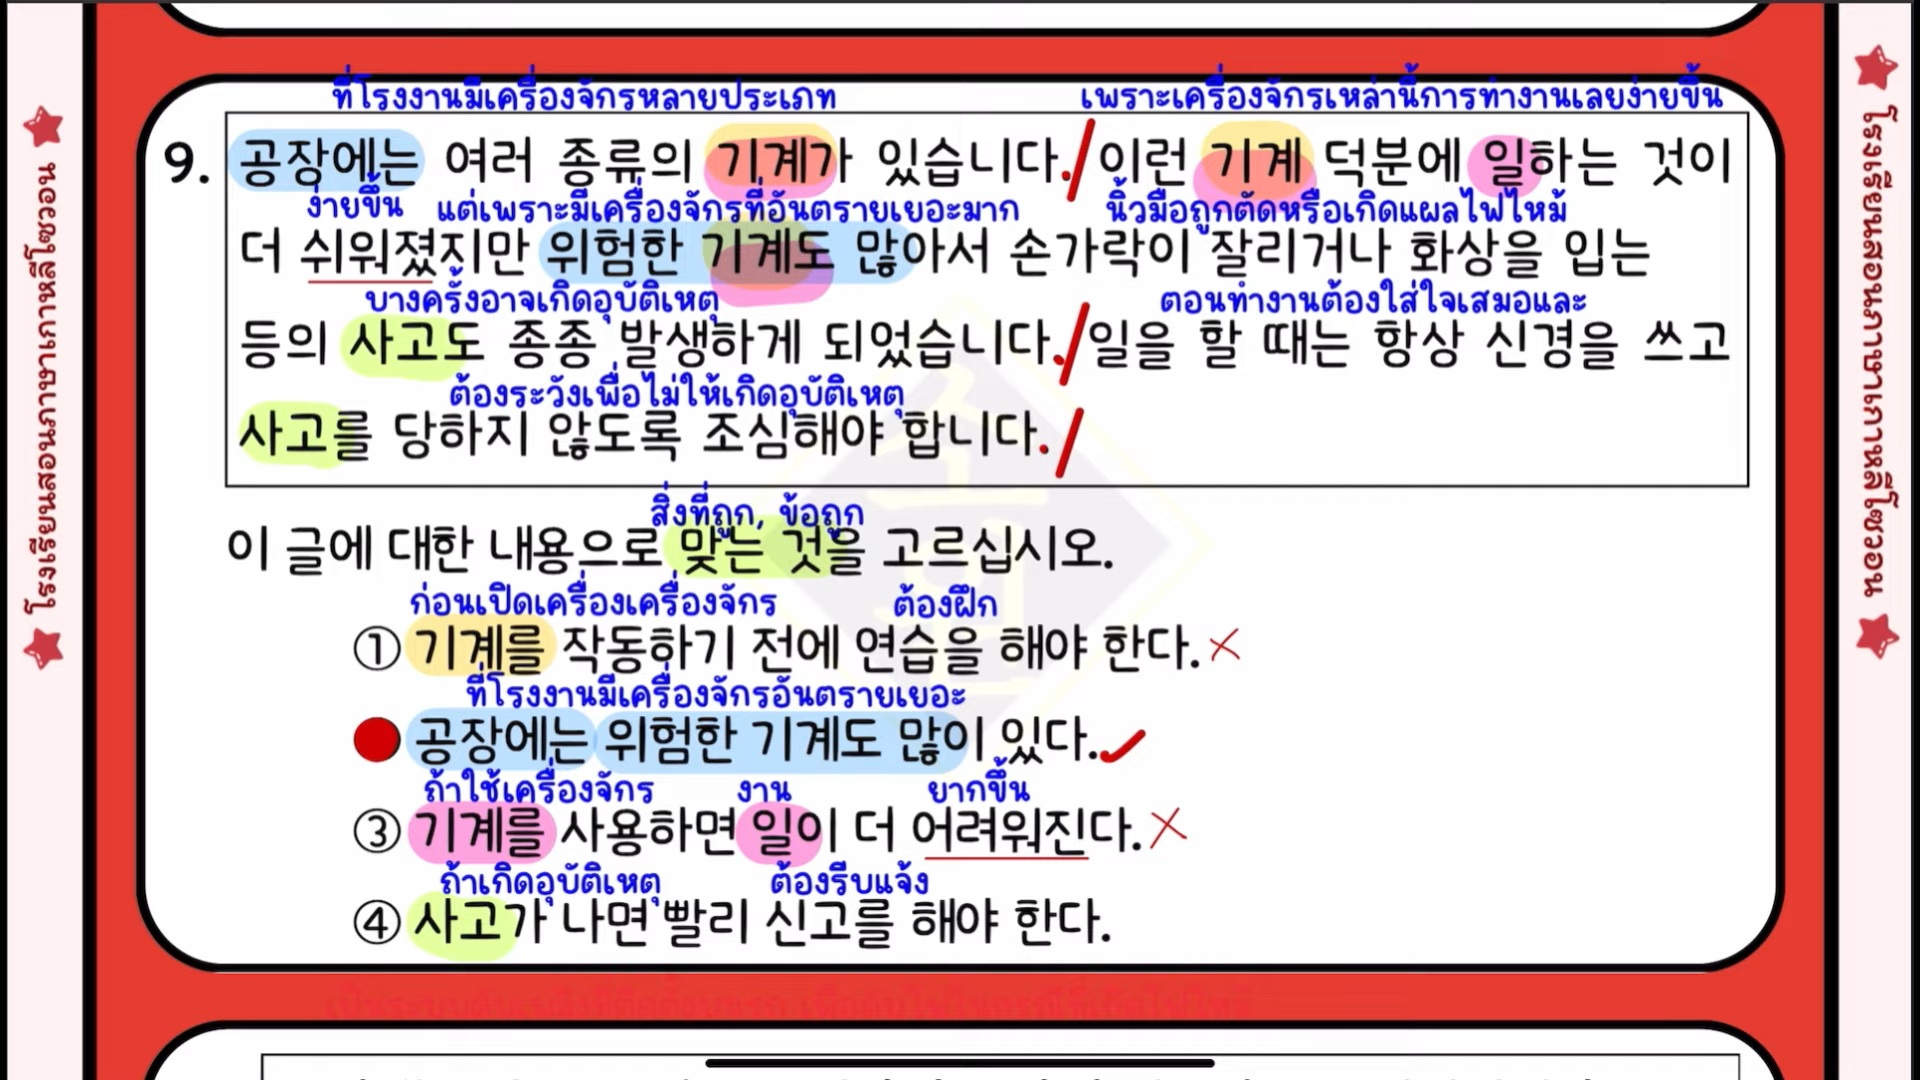 ที่โรงงานมีเครื่องจักรหลายประเภท เพราะเครื่องจักรเหล่านี้การทำงานเลยง่ายขึ้น
9. 공장에는 여러 종류의 기계가 있습니다. 이런 기계 덕분에 일하는 것이
ง่ายขึ้น แต่เพราะมีเครื่องจักรที่อันตรายเยอะมาก นิ้วมือถูกตัดหรือเกิดแผลไฟไหม้
더 쉬워졌지만 위험한 기계도 많아서 손가락이 잘리거나 화상을 입는
บางครั้งอาจเกิดอุบัติเหตุ ตอนทำงานต้องใส่ใจเสมอและ
등의 사고도 종종 발생하게 되었습니다. 일을 할 때는 항상 신경을 쓰고
ต้องระวังเพื่อไม่ให้เกิดอุบัติเหตุ
사고를 당하지 않도록 조심해야 합니다.
สิ่งที่ถูก, ข้อถูก
이 글에 대한 내용으로 맞는 것을 고르십시오.
ก่อนเปิดเครื่องเครื่องจักร ต้องฝึก
① 기계를 작동하기 전에 연습을 해야 한다.
ที่โรงงานมีเครื่องจักรอันตรายเยอะ
공장에는 위험한 기계도 많이 있다.
ถ้าใช้เครื่องจักร งาน ยากขึ้น
③ 기계를 사용하면 일이 더 어려워진다.
ถ้าเกิดอุบัติเหตุ ต้องรีบแจ้ง
④ 사고가 나면 빨리 신고를 해야 한다.
โรงเรียนสอนภาษาเกาหลีโซวอน
โรงเรียนสอนภาษาเกาหลีโซวอน